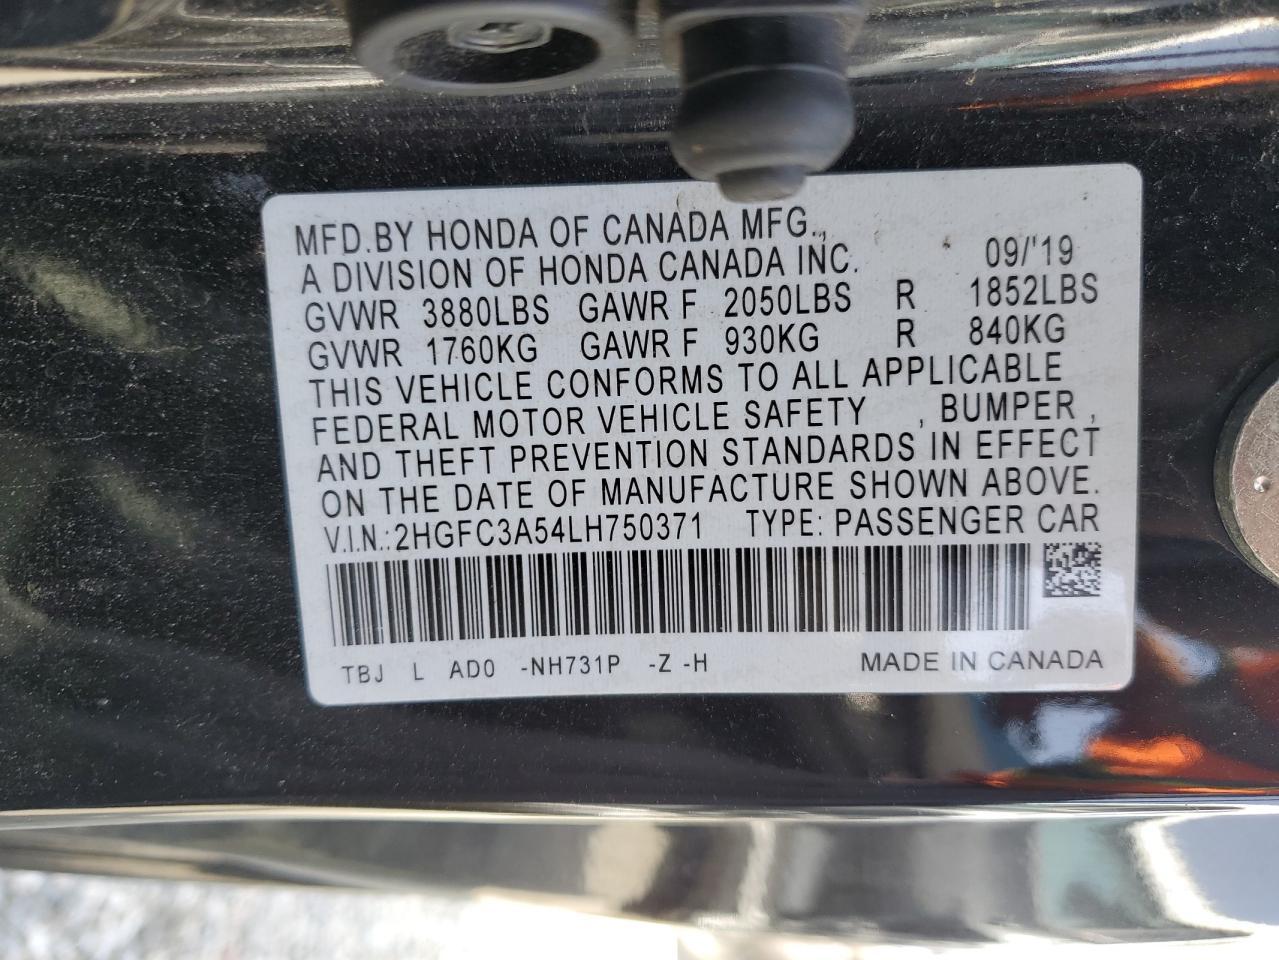 MFD.BY HONDA OF CANADA MFG.,
A DIVISION OF HONDA CANADA INC. 09/'19
GVWR 3880LBS GAWR F 2050LBS R 1852LBS
GVWR 1760KG GAWR F 930KG R 840KG
THIS VEHICLE CONFORMS TO ALL APPLICABLE
FEDERAL MOTOR VEHICLE SAFETY , BUMPER ,
AND THEFT PREVENTION STANDARDS IN EFFECT
ON THE DATE OF MANUFACTURE SHOWN ABOVE.
V.I.N.:2HGFC3A54LH750371 TYPE: PASSENGER CAR
TBJ L AD0 -NH731P -Z -H MADE IN CANADA